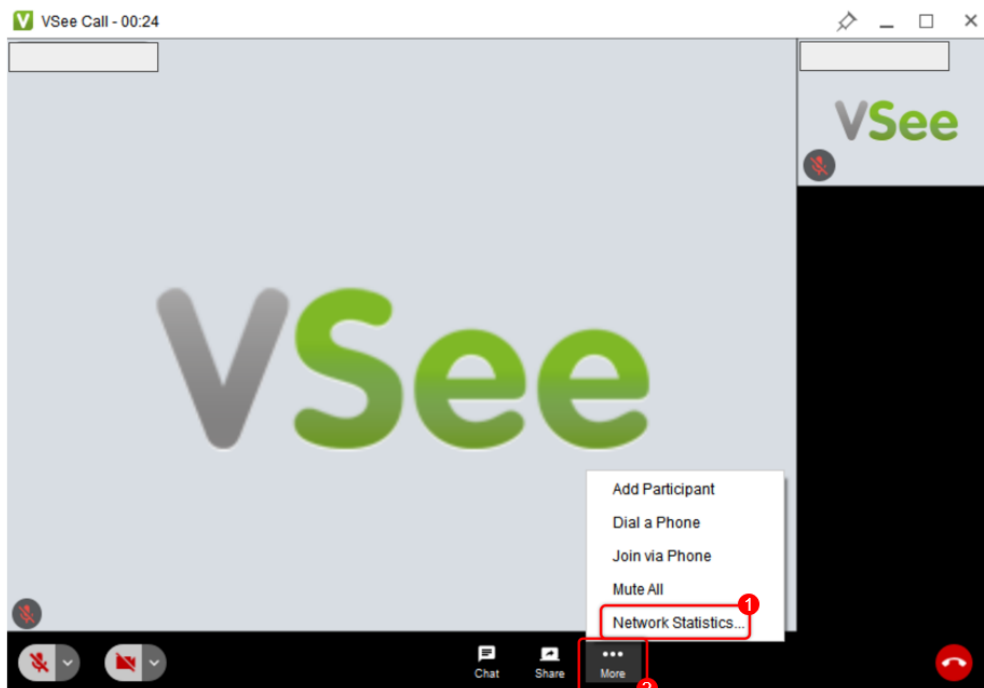 V VSee Call - 00:24
VSee
VSee
Add Participant
Dial a Phone
Join via Phone
Mute All
1
Network Statistics...
Chat
Share
More
2